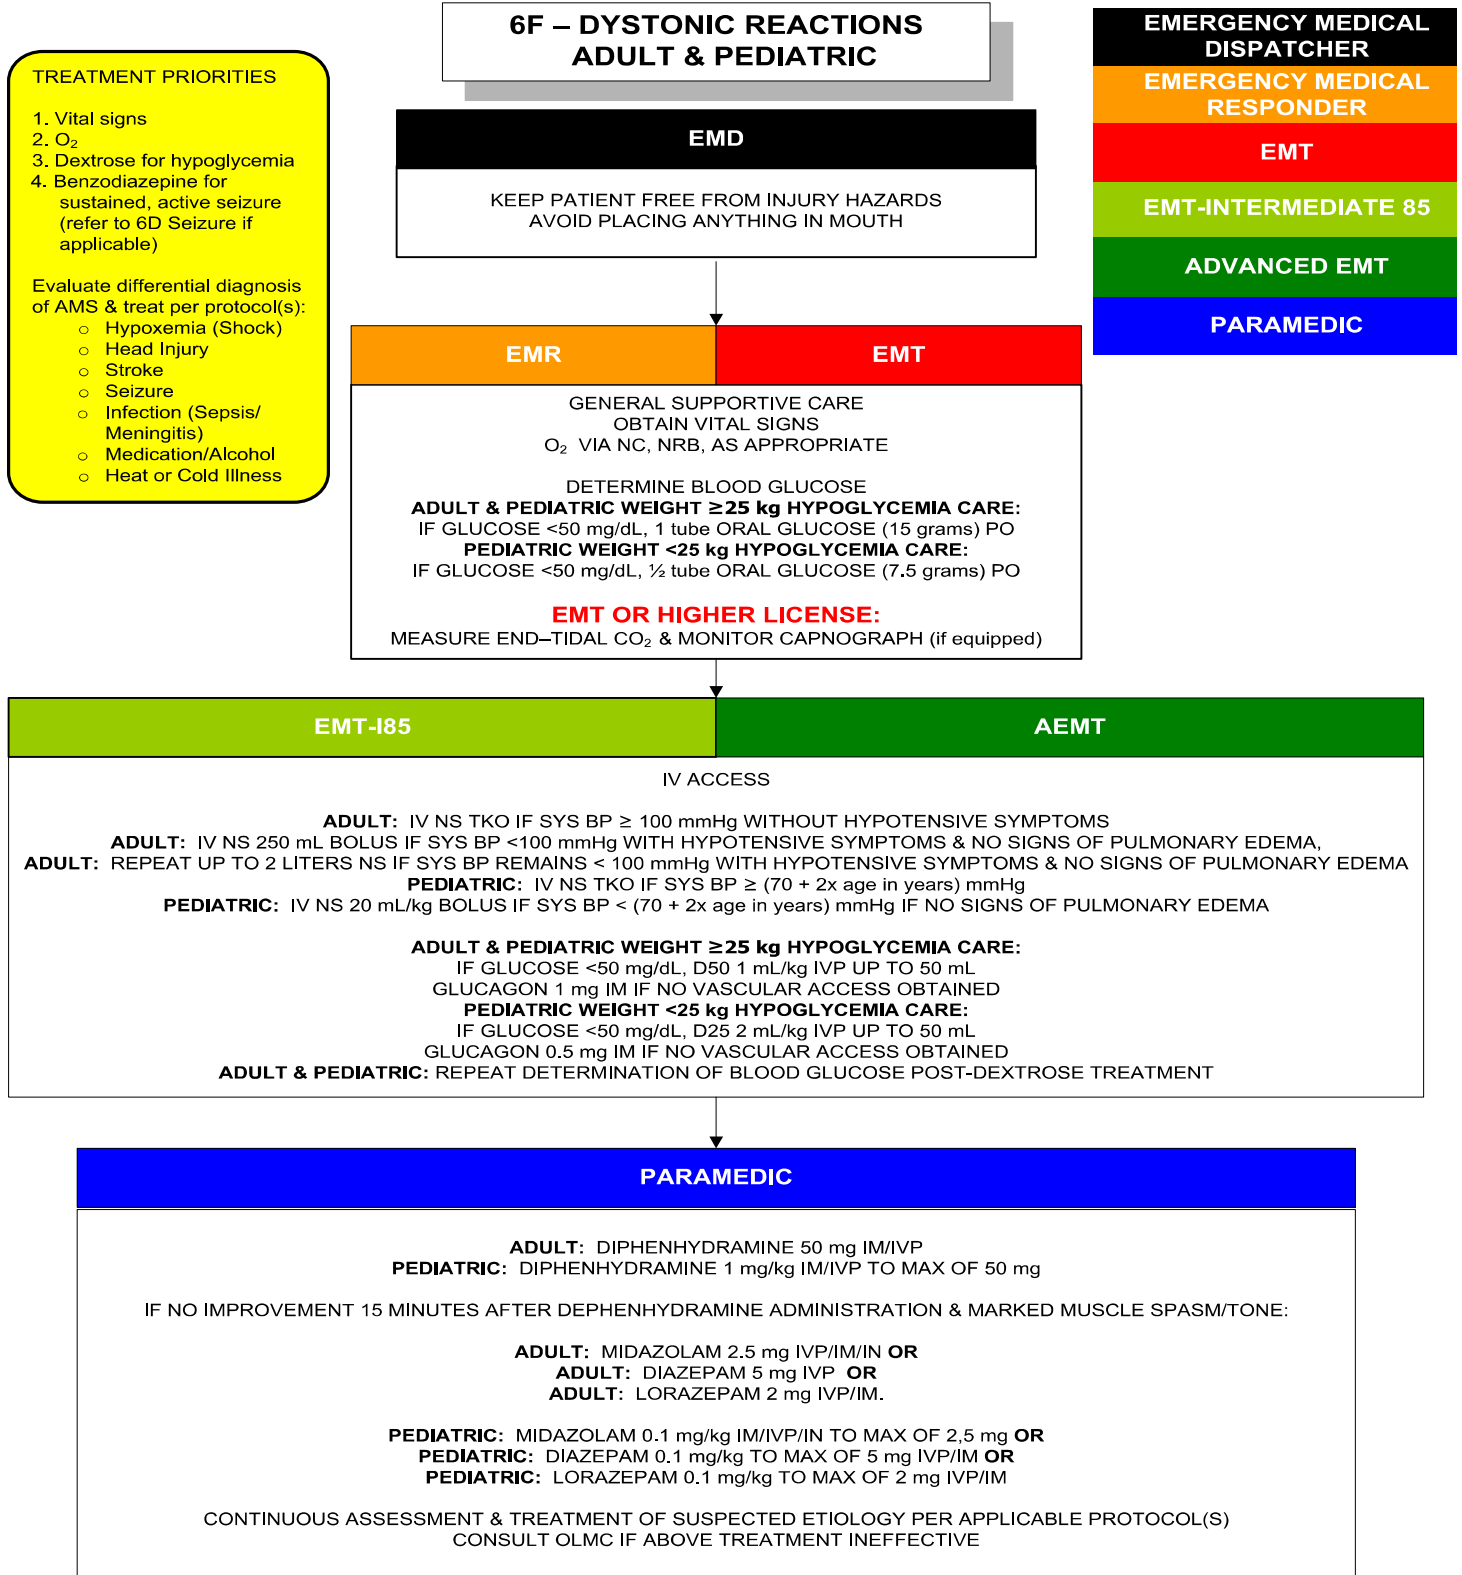 6F – DYSTONIC REACTIONS
ADULT & PEDIATRIC
EMERGENCY MEDICAL
DISPATCHER
EMERGENCY MEDICAL
RESPONDER
EMT
EMT-INTERMEDIATE 85
ADVANCED EMT
PARAMEDIC
TREATMENT PRIORITIES
1. Vital signs
2. O₂
3. Dextrose for hypoglycemia
4. Benzodiazepine for
sustained, active seizure
(refer to 6D Seizure if
applicable)
Evaluate differential diagnosis
of AMS & treat per protocol(s):
o Hypoxemia (Shock)
o Head Injury
o Stroke
o Seizure
o Infection (Sepsis/
Meningitis)
o Medication/Alcohol
o Heat or Cold Illness
EMD
KEEP PATIENT FREE FROM INJURY HAZARDS
AVOID PLACING ANYTHING IN MOUTH
EMR
EMT
GENERAL SUPPORTIVE CARE
OBTAIN VITAL SIGNS
O₂ VIA NC, NRB, AS APPROPRIATE
DETERMINE BLOOD GLUCOSE
ADULT & PEDIATRIC WEIGHT ≥25 kg HYPOGLYCEMIA CARE:
IF GLUCOSE <50 mg/dL, 1 tube ORAL GLUCOSE (15 grams) PO
PEDIATRIC WEIGHT <25 kg HYPOGLYCEMIA CARE:
IF GLUCOSE <50 mg/dL, ½ tube ORAL GLUCOSE (7.5 grams) PO
EMT OR HIGHER LICENSE:
MEASURE END–TIDAL CO₂ & MONITOR CAPNOGRAPH (if equipped)
EMT-I85
AEMT
IV ACCESS
ADULT: IV NS TKO IF SYS BP ≥ 100 mmHg WITHOUT HYPOTENSIVE SYMPTOMS
ADULT: IV NS 250 mL BOLUS IF SYS BP <100 mmHg WITH HYPOTENSIVE SYMPTOMS & NO SIGNS OF PULMONARY EDEMA,
ADULT: REPEAT UP TO 2 LITERS NS IF SYS BP REMAINS < 100 mmHg WITH HYPOTENSIVE SYMPTOMS & NO SIGNS OF PULMONARY EDEMA
PEDIATRIC: IV NS TKO IF SYS BP ≥ (70 + 2x age in years) mmHg
PEDIATRIC: IV NS 20 mL/kg BOLUS IF SYS BP < (70 + 2x age in years) mmHg IF NO SIGNS OF PULMONARY EDEMA
ADULT & PEDIATRIC WEIGHT ≥25 kg HYPOGLYCEMIA CARE:
IF GLUCOSE <50 mg/dL, D50 1 mL/kg IVP UP TO 50 mL
GLUCAGON 1 mg IM IF NO VASCULAR ACCESS OBTAINED
PEDIATRIC WEIGHT <25 kg HYPOGLYCEMIA CARE:
IF GLUCOSE <50 mg/dL, D25 2 mL/kg IVP UP TO 50 mL
GLUCAGON 0.5 mg IM IF NO VASCULAR ACCESS OBTAINED
ADULT & PEDIATRIC: REPEAT DETERMINATION OF BLOOD GLUCOSE POST-DEXTROSE TREATMENT
PARAMEDIC
ADULT: DIPHENHYDRAMINE 50 mg IM/IVP
PEDIATRIC: DIPHENHYDRAMINE 1 mg/kg IM/IVP TO MAX OF 50 mg
IF NO IMPROVEMENT 15 MINUTES AFTER DEPHENHYDRAMINE ADMINISTRATION & MARKED MUSCLE SPASM/TONE:
ADULT: MIDAZOLAM 2.5 mg IVP/IM/IN OR
ADULT: DIAZEPAM 5 mg IVP OR
ADULT: LORAZEPAM 2 mg IVP/IM.
PEDIATRIC: MIDAZOLAM 0.1 mg/kg IM/IVP/IN TO MAX OF 2,5 mg OR
PEDIATRIC: DIAZEPAM 0.1 mg/kg TO MAX OF 5 mg IVP/IM OR
PEDIATRIC: LORAZEPAM 0.1 mg/kg TO MAX OF 2 mg IVP/IM
CONTINUOUS ASSESSMENT & TREATMENT OF SUSPECTED ETIOLOGY PER APPLICABLE PROTOCOL(S)
CONSULT OLMC IF ABOVE TREATMENT INEFFECTIVE